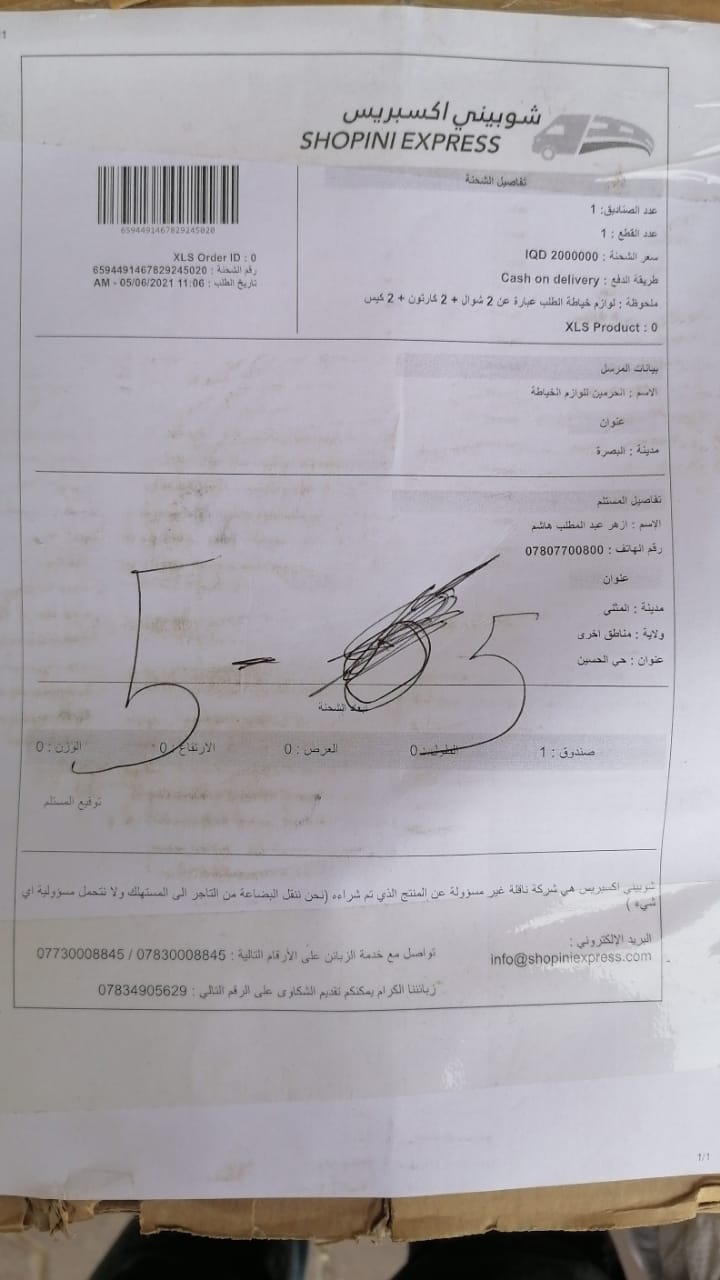 شوبيني اكسبريس
SHOPINI EXPRESS
تفاصيل الشحنة
6594491467829245020
XLS Order ID : 0
رقم الشحنة : 6594491467829245020
تاريخ الطلب : 11:06 05/06/2021 - AM
عدد الصناديق: 1
عدد القطع : 1
سعر الشحنة : IQD 2000000
طريقة الدفع : Cash on delivery
ملحوظة : لوازم خياطة الطلب عبارة عن 2 شوال + 2 كارتون + 2 كيس
XLS Product : 0
بيانات المرسل
الاسم : الحرمين للوازم الخياطة
عنوان
مدينة : البصرة
تفاصيل المستلم
الاسم : ازهر عبد المطلب هاشم
رقم الهاتف : 07807700800
عنوان
مدينة : المثنى
ولاية : مناطق اخرى
عنوان : حي الحسين
5 - 5
ابعاد الشحنة
صندوق : 1 الطول : 0 العرض : 0 الارتفاع : 0 الوزن : 0
توقيع المستلم
شوبيني اكسبريس هي شركة ناقلة غير مسؤولة عن المنتج الذي تم شراءه (نحن ننقل البضاعة من التاجر الى المستهلك ولا نتحمل مسؤولية اي
شيء )
البريد الإلكتروني :
info@shopiniexpress.com
تواصل مع خدمة الزبائن على الأرقام التالية : 07830008845 / 07730008845
زبائننا الكرام يمكنكم تقديم الشكاوى على الرقم التالي : 07834905629
1/1